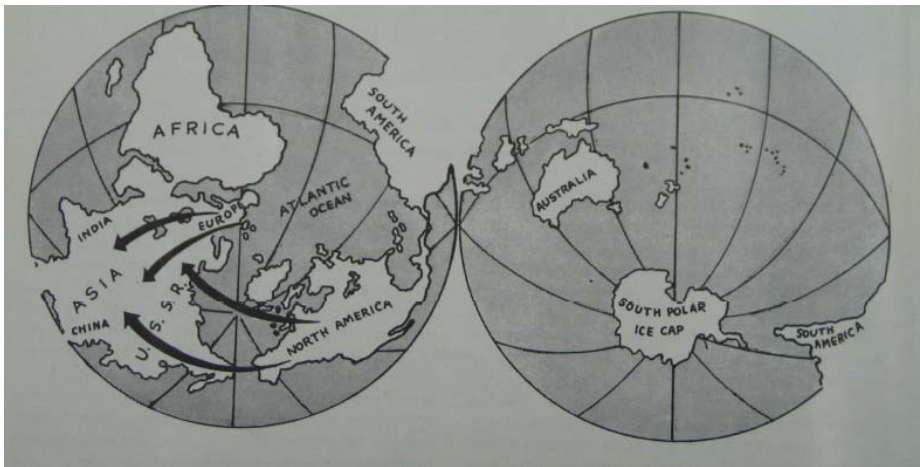 AFRICA
SOUTH
AMERICA
ATLANTIC
OCEAN
EUROPE
INDIA
ASIA
CHINA
U.S.S.R.
NORTH AMERICA
AUSTRALIA
SOUTH POLAR
ICE CAP
SOUTH
AMERICA